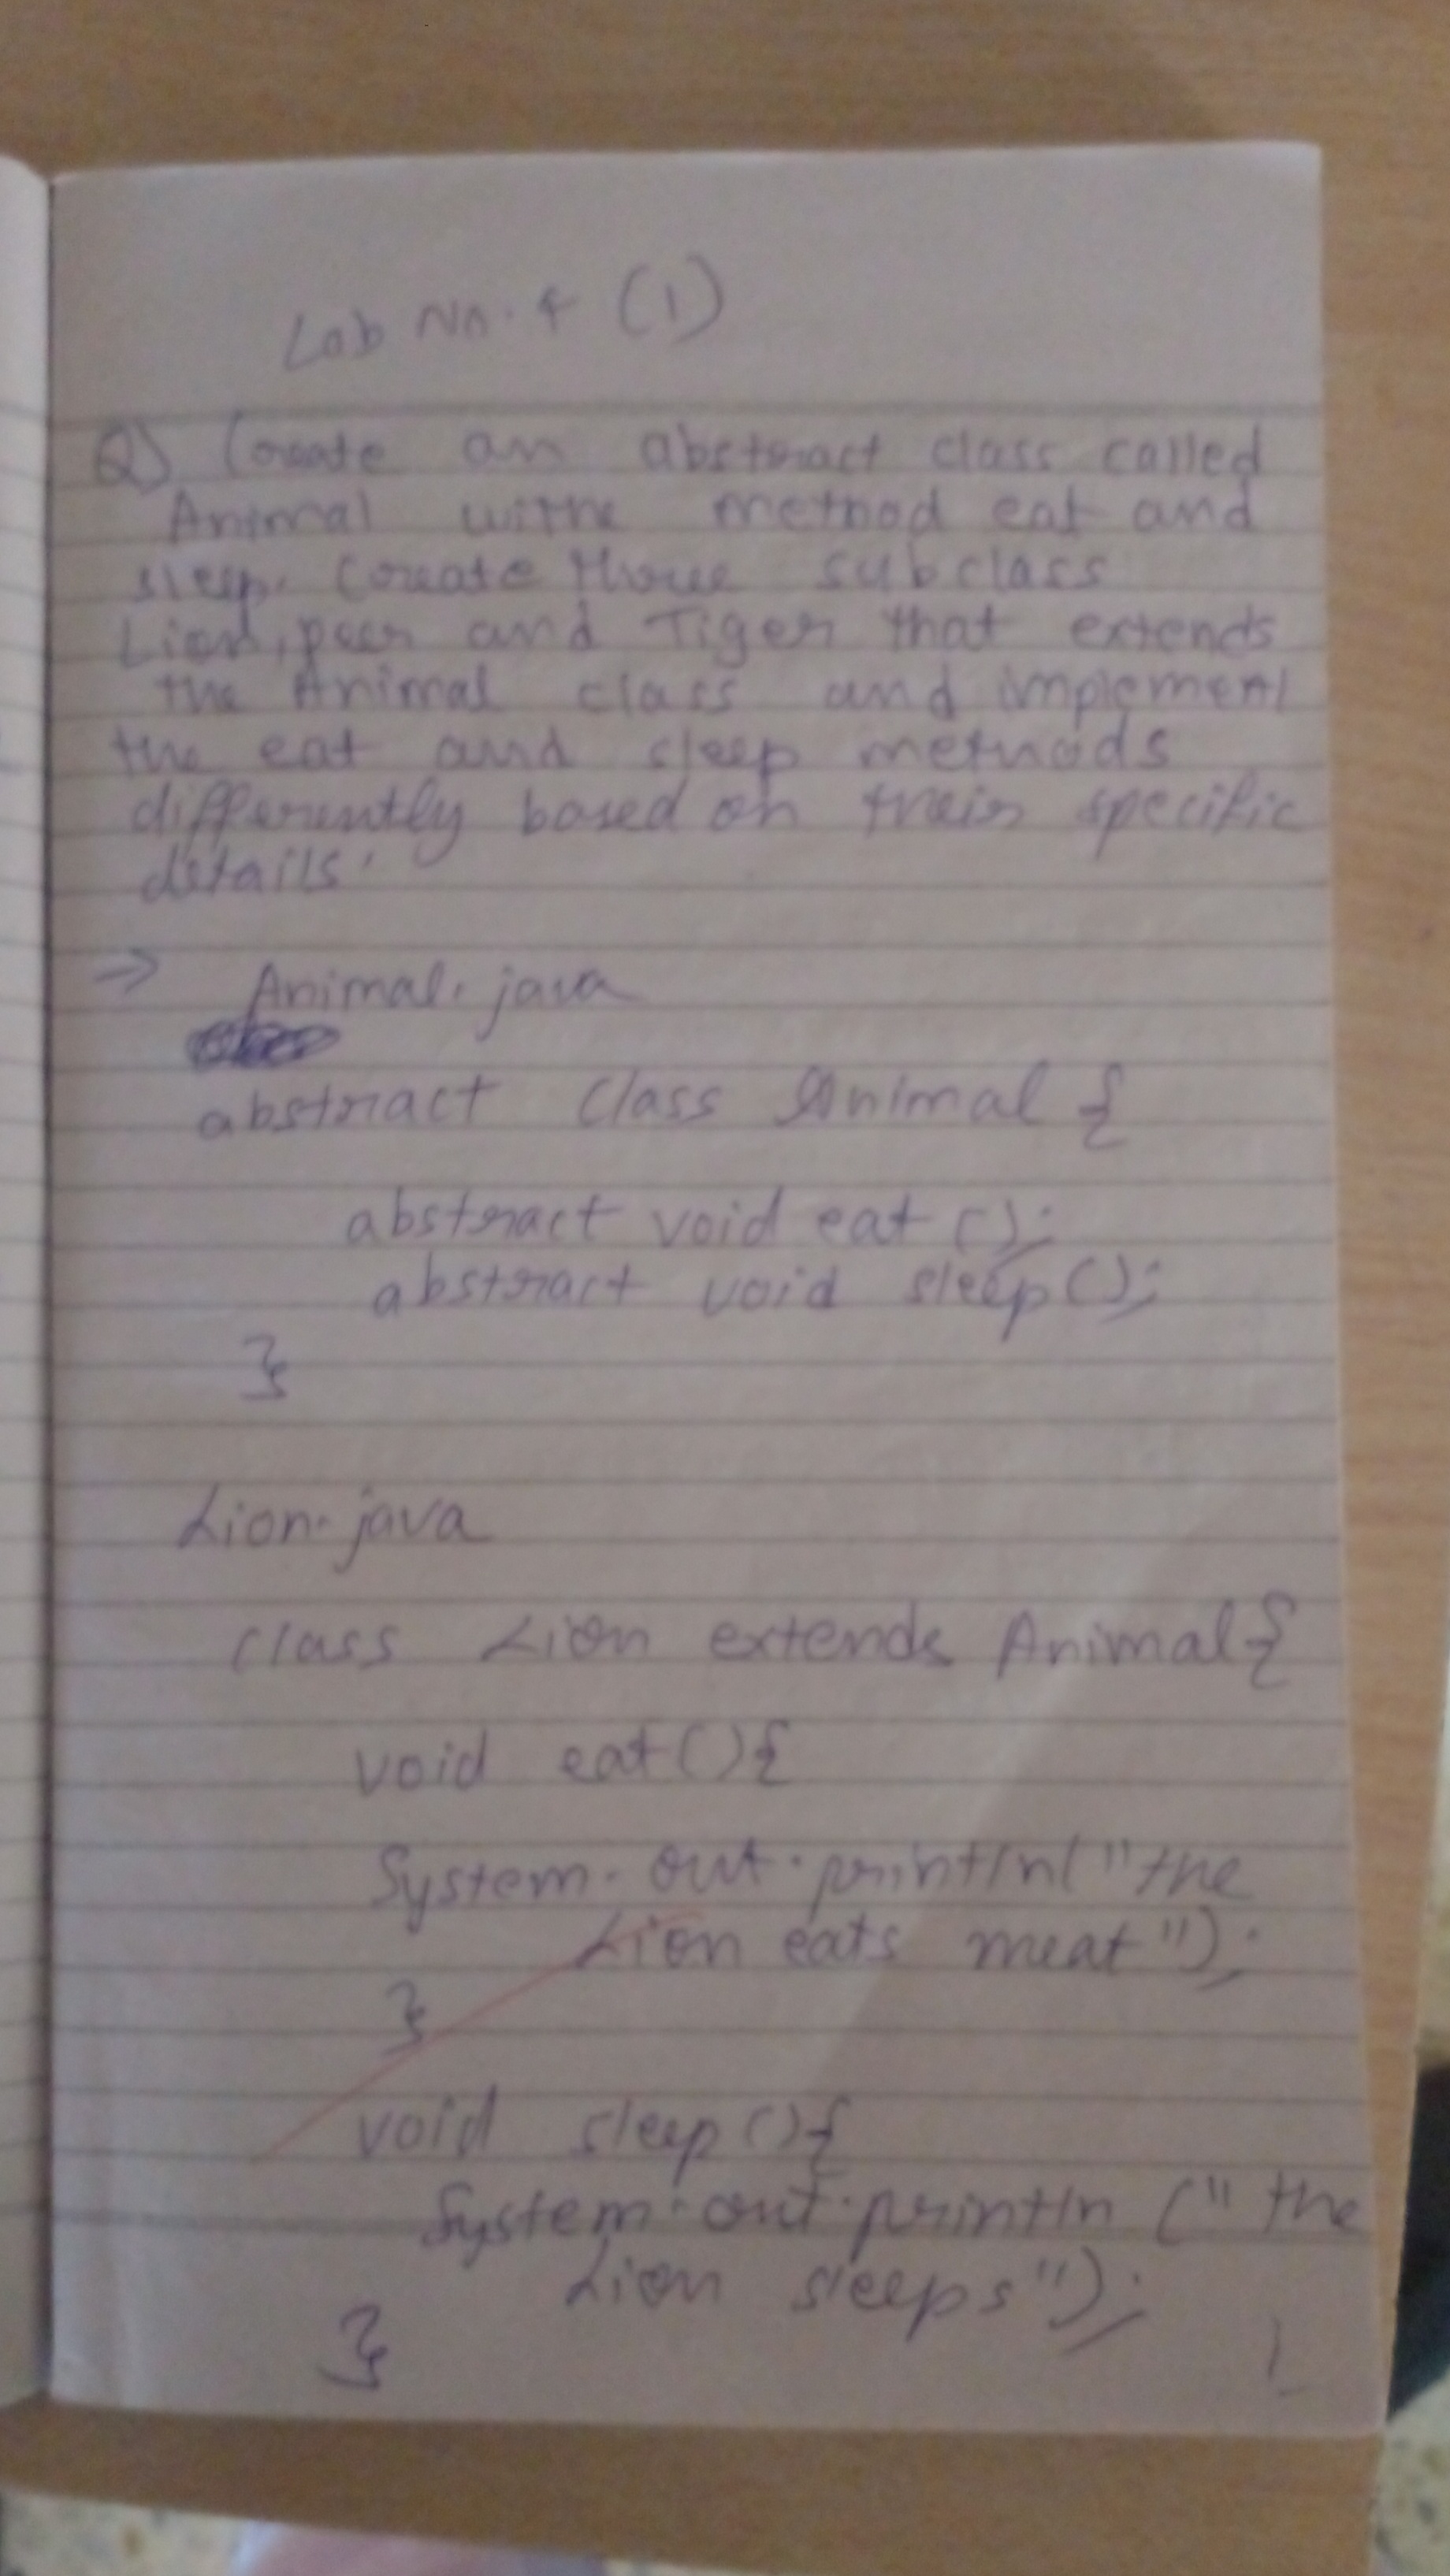 Lab No. 4 (1)
Q) Create an abstract class called
Animal withe method eat and
sleep. Create three subclass
Lion, and Tiger that extends
the Animal class and implement
the eat and sleep methods
differently based on their specific
details.
⇒ Animal.java
abstract class Animal {
abstract void eat ();
abstract void sleep ();
}
Lion.java
class Lion extends Animal {
void eat () {
System.out.println("the
Lion eats meat");
}
void sleep () {
System.out.println ("the
Lion sleeps");
}